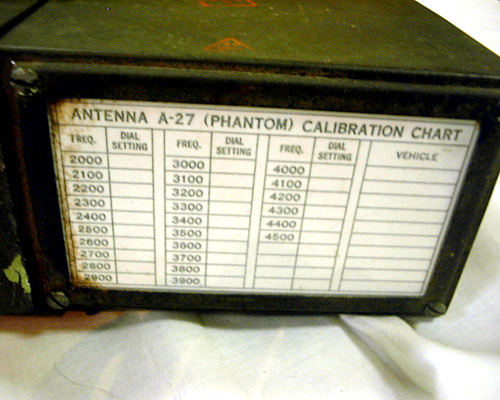 ANTENNA A-27 (PHANTOM) CALIBRATION CHART
FREQ. DIAL SETTING FREQ. DIAL SETTING FREQ. DIAL SETTING VEHICLE
2000 3000 4000
2100 3100 4100
2200 3200 4200
2300 3300 4300
2400 3400 4400
2500 3500 4500
2600 3600
2700 3700
2800 3800
2900 3900